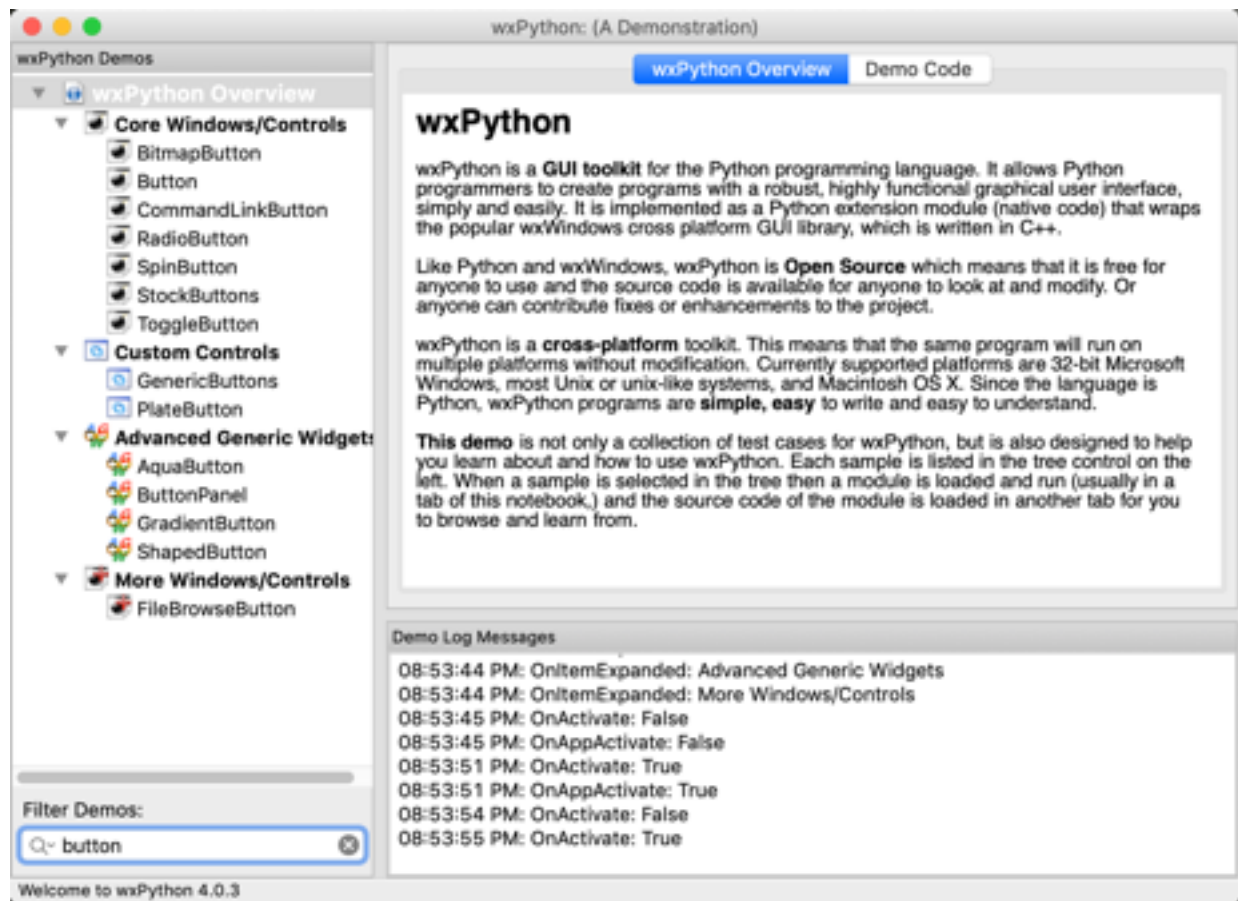 wxPython: (A Demonstration)
wxPython Demos
wxPython Overview
Core Windows/Controls
BitmapButton
Button
CommandLinkButton
RadioButton
SpinButton
StockButtons
ToggleButton
Custom Controls
GenericButtons
PlateButton
Advanced Generic Widgets
AquaButton
ButtonPanel
GradientButton
ShapedButton
More Windows/Controls
FileBrowseButton
Filter Demos:
button
wxPython Overview
Demo Code
wxPython
wxPython is a GUI toolkit for the Python programming language. It allows Python
programmers to create programs with a robust, highly functional graphical user interface,
simply and easily. It is implemented as a Python extension module (native code) that wraps
the popular wxWindows cross platform GUI library, which is written in C++.
Like Python and wxWindows, wxPython is Open Source which means that it is free for
anyone to use and the source code is available for anyone to look at and modify. Or
anyone can contribute fixes or enhancements to the project.
wxPython is a cross-platform toolkit. This means that the same program will run on
multiple platforms without modification. Currently supported platforms are 32-bit Microsoft
Windows, most Unix or unix-like systems, and Macintosh OS X. Since the language is
Python, wxPython programs are simple, easy to write and easy to understand.
This demo is not only a collection of test cases for wxPython, but is also designed to help
you learn about and how to use wxPython. Each sample is listed in the tree control on the
left. When a sample is selected in the tree then a module is loaded and run (usually in a
tab of this notebook,) and the source code of the module is loaded in another tab for you
to browse and learn from.
Demo Log Messages
08:53:44 PM: OnItemExpanded: Advanced Generic Widgets
08:53:44 PM: OnItemExpanded: More Windows/Controls
08:53:45 PM: OnActivate: False
08:53:45 PM: OnAppActivate: False
08:53:51 PM: OnActivate: True
08:53:51 PM: OnAppActivate: True
08:53:54 PM: OnActivate: False
08:53:55 PM: OnActivate: True
Welcome to wxPython 4.0.3